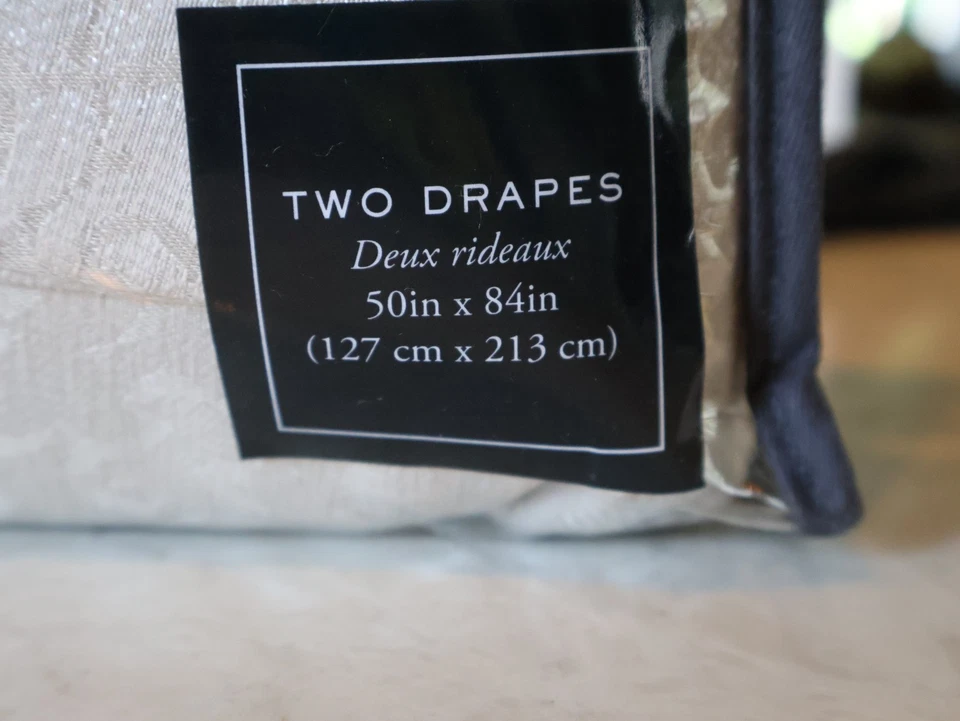 TWO DRAPES
Deux rideaux
50in x 84in
(127 cm x 213 cm)